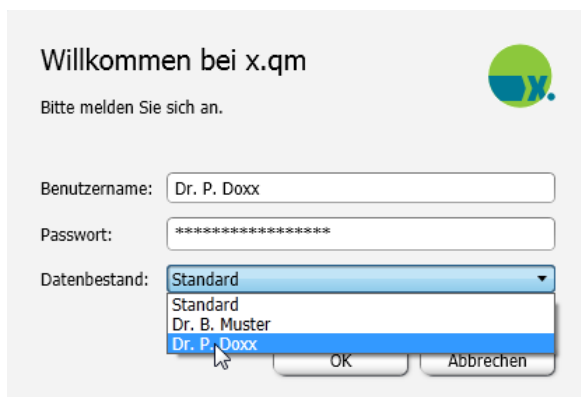 Willkommen bei x.qm
Bitte melden Sie sich an.
x.
Benutzername: Dr. P. Doxx
Passwort: *****************
Datenbestand: Standard
Standard
Dr. B. Muster
Dr. P. Doxx
OK Abbrechen